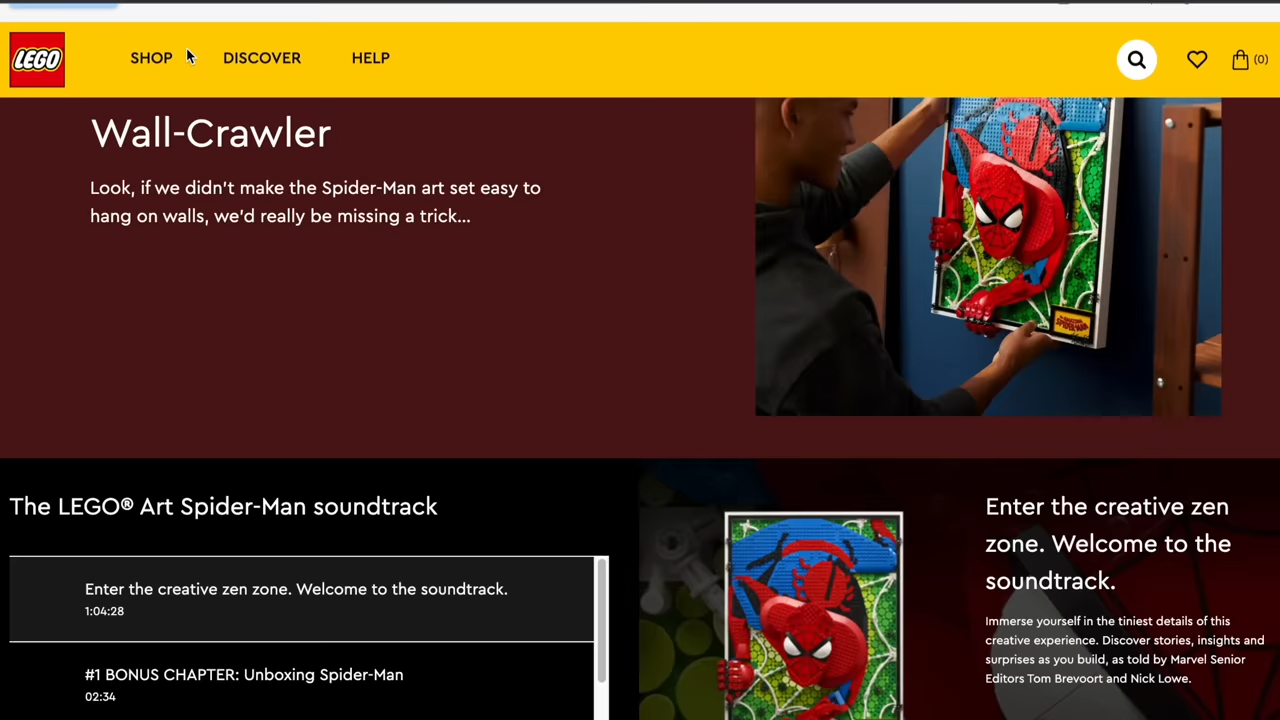 LEGO
SHOP
DISCOVER
HELP
(0)
Wall-Crawler
Look, if we didn't make the Spider-Man art set easy to
hang on walls, we'd really be missing a trick...
The LEGO® Art Spider-Man soundtrack
Enter the creative zen zone. Welcome to the soundtrack.
1:04:28
#1 BONUS CHAPTER: Unboxing Spider-Man
02:34
Enter the creative zen
zone. Welcome to the
soundtrack.
Immerse yourself in the tiniest details of this
creative experience. Discover stories, insights and
surprises as you build, as told by Marvel Senior
Editors Tom Brevoort and Nick Lowe.